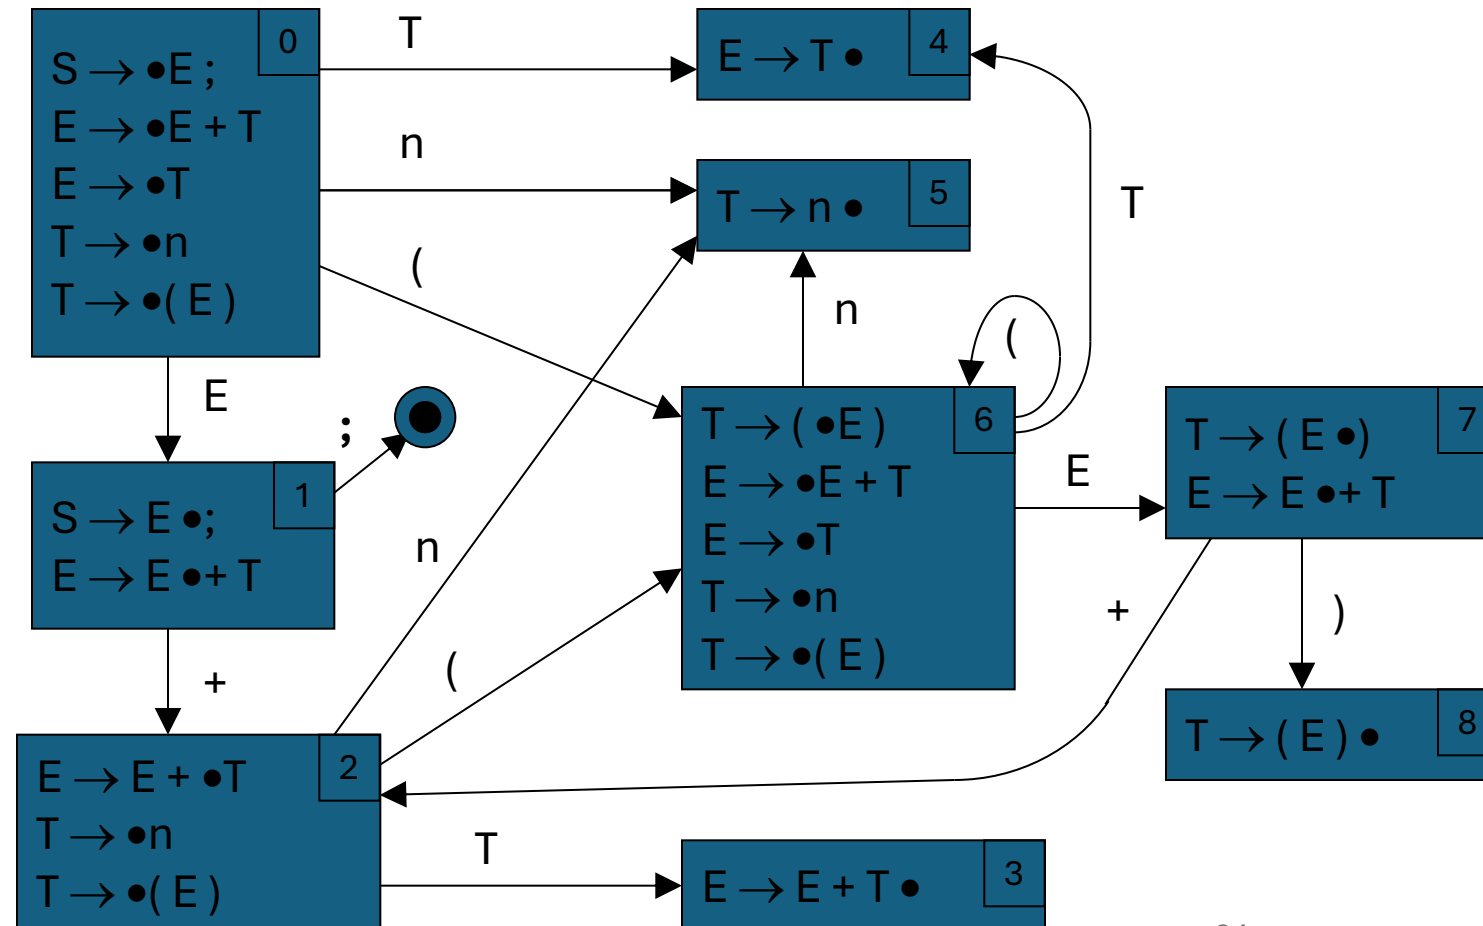 0
S → •E ;
E → •E + T
E → •T
T → •n
T → •( E )
T
E → T •
4
n
T → n •
5
T
(
n
(
E
;
S → E •;
E → E •+ T
1
T → ( •E )
E → •E + T
E → •T
T → •n
T → •( E )
6
E
T → ( E •)
E → E •+ T
7
n
+
(
+
)
T → ( E ) •
8
E → E + •T
T → •n
T → •( E )
2
T
E → E + T •
3